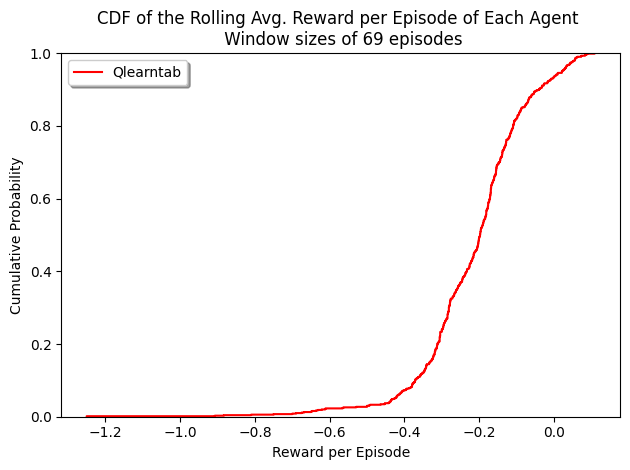 CDF of the Rolling Avg. Reward per Episode of Each Agent
Window sizes of 69 episodes
Qlearntab
Cumulative Probability
1.0
0.8
0.6
0.4
0.2
0.0
−1.2 −1.0 −0.8 −0.6 −0.4 −0.2 0.0
Reward per Episode